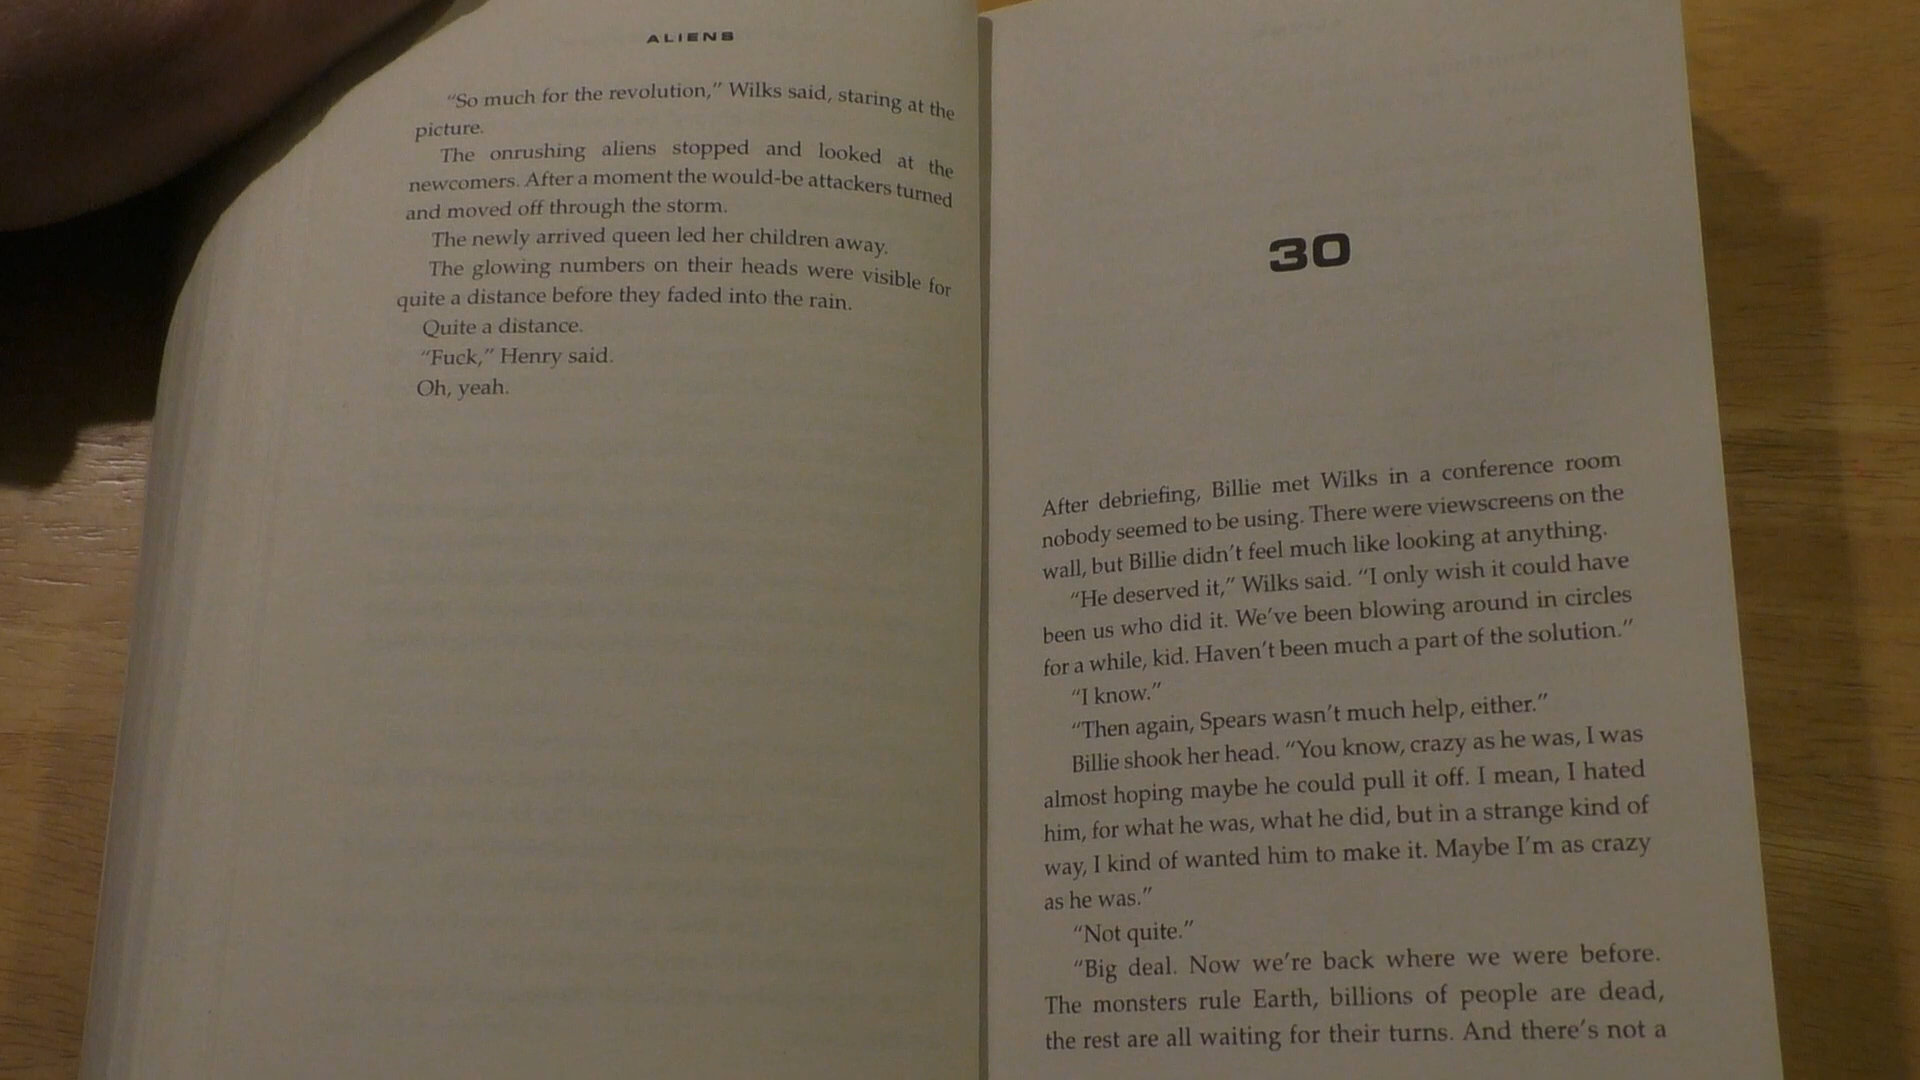 ALIENS
“So much for the revolution,” Wilks said, staring at the
picture.
The onrushing aliens stopped and looked at the
newcomers. After a moment the would-be attackers turned
and moved off through the storm.
The newly arrived queen led her children away.
The glowing numbers on their heads were visible for
quite a distance before they faded into the rain.
Quite a distance.
“Fuck,” Henry said.
Oh, yeah.
30
After debriefing, Billie met Wilks in a conference room
nobody seemed to be using. There were viewscreens on the
wall, but Billie didn’t feel much like looking at anything.
“He deserved it,” Wilks said. “I only wish it could have
been us who did it. We’ve been blowing around in circles
for a while, kid. Haven’t been much a part of the solution.”
“I know.”
“Then again, Spears wasn’t much help, either.”
Billie shook her head. “You know, crazy as he was, I was
almost hoping maybe he could pull it off. I mean, I hated
him, for what he was, what he did, but in a strange kind of
way, I kind of wanted him to make it. Maybe I’m as crazy
as he was.”
“Not quite.”
“Big deal. Now we’re back where we were before.
The monsters rule Earth, billions of people are dead,
the rest are all waiting for their turns. And there’s not a